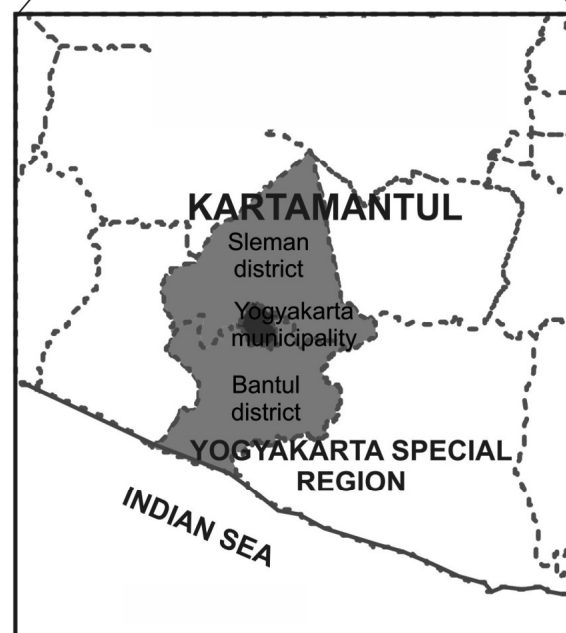 KARTAMANTUL
Sleman
district
Yogyakarta
municipality
Bantul
district
YOGYAKARTA SPECIAL
REGION
INDIAN SEA